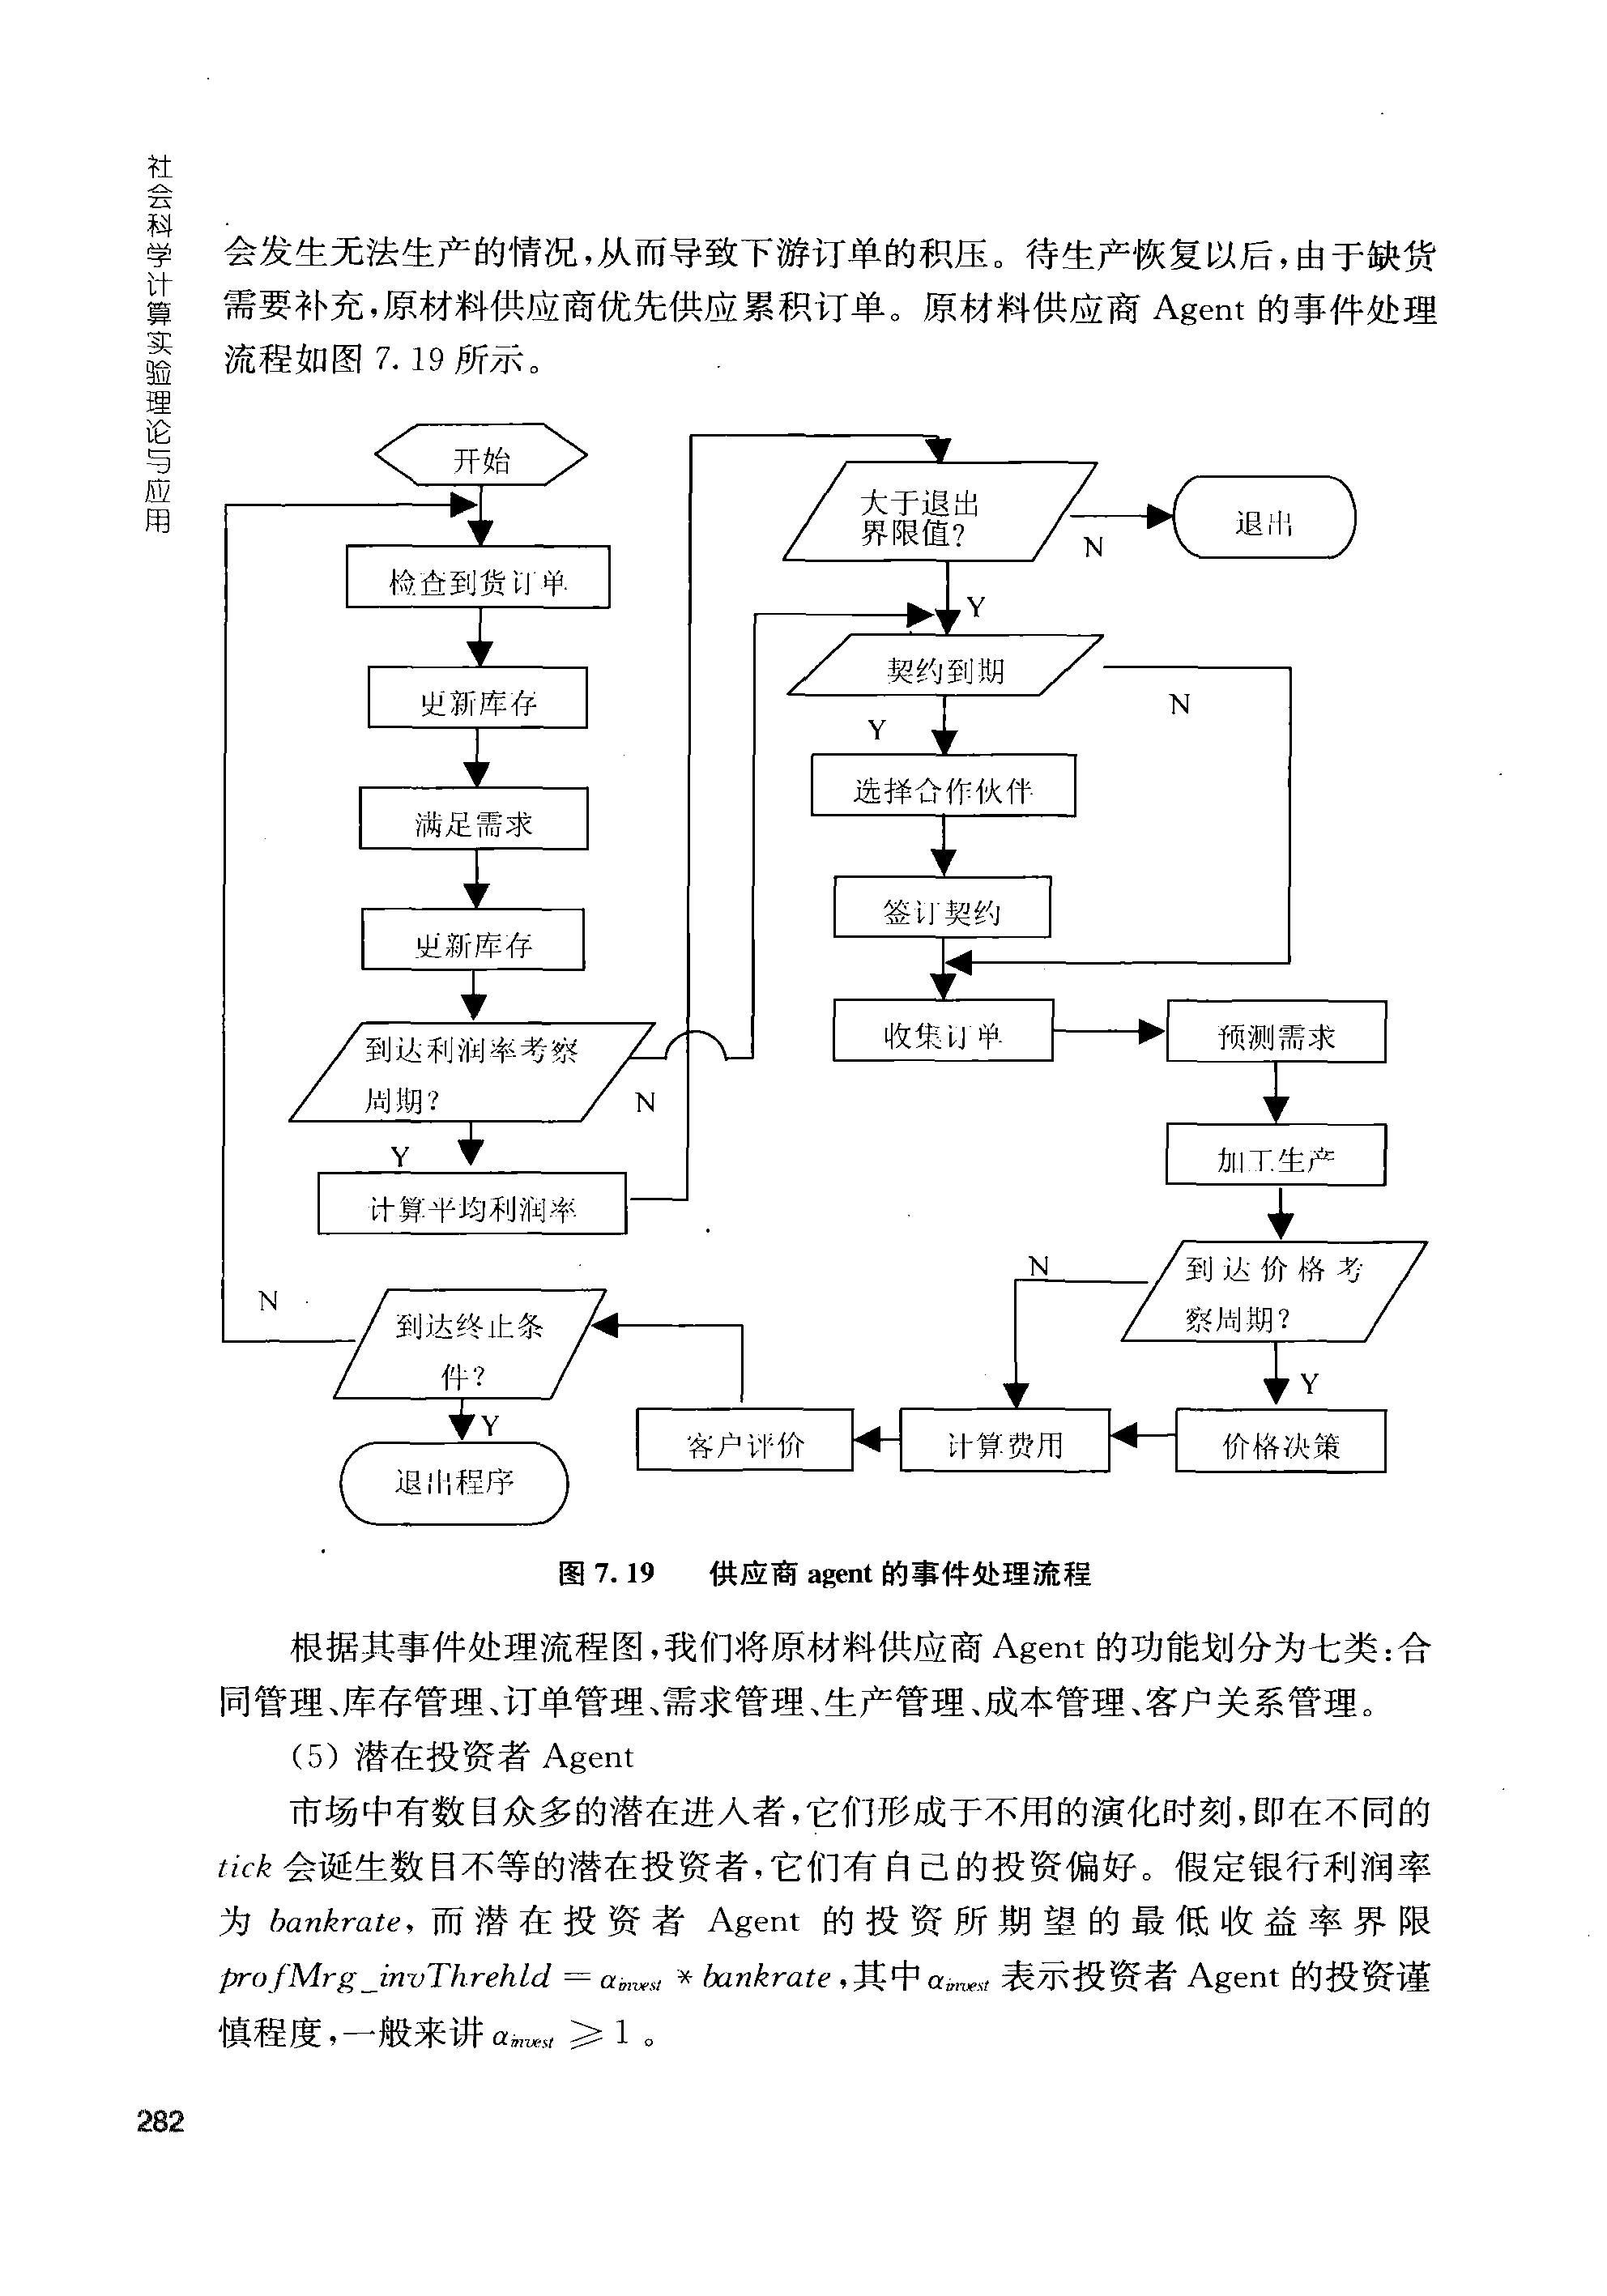 社会科学计算实验理论与应用
会发生无法生产的情况,从而导致下游订单的积压。待生产恢复以后,由于缺货
需要补充,原材料供应商优先供应累积订单。原材料供应商 Agent 的事件处理
流程如图 7.19 所示。
开始
检查到货订单
更新库存
满足需求
更新库存
到达利润率考察
周期?
N
Y
计算平均利润率
大于退出
界限值?
N
退出
Y
契约到期
N
Y
选择合作伙伴
签订契约
收集订单
预测需求
加工生产
到达价格考
察周期?
N
Y
价格决策
计算费用
客户评价
到达终止条
件?
N
Y
退出程序
图 7.19 供应商 agent 的事件处理流程
根据其事件处理流程图,我们将原材料供应商 Agent 的功能划分为七类:合
同管理、库存管理、订单管理、需求管理、生产管理、成本管理、客户关系管理。
(5) 潜在投资者 Agent
市场中有数目众多的潜在进入者,它们形成于不用的演化时刻,即在不同的
tick 会诞生数目不等的潜在投资者,它们有自己的投资偏好。假定银行利润率
为 bankrate,而潜在投资者 Agent 的投资所期望的最低收益率界限
profMrg_invThrehld = α_invest * bankrate,其中 α_invest 表示投资者 Agent 的投资谨
慎程度,一般来讲 α_invest ⩾ 1 。
282